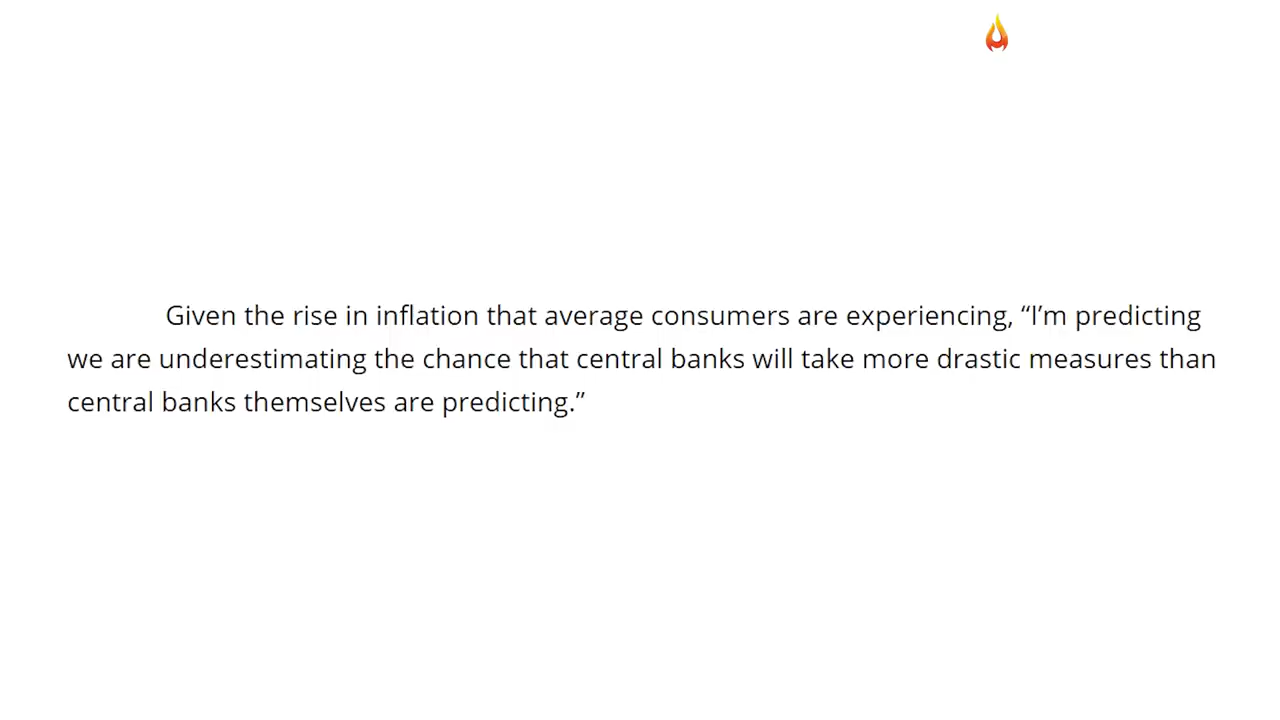 Given the rise in inflation that average consumers are experiencing, “I’m predicting
we are underestimating the chance that central banks will take more drastic measures than
central banks themselves are predicting.”